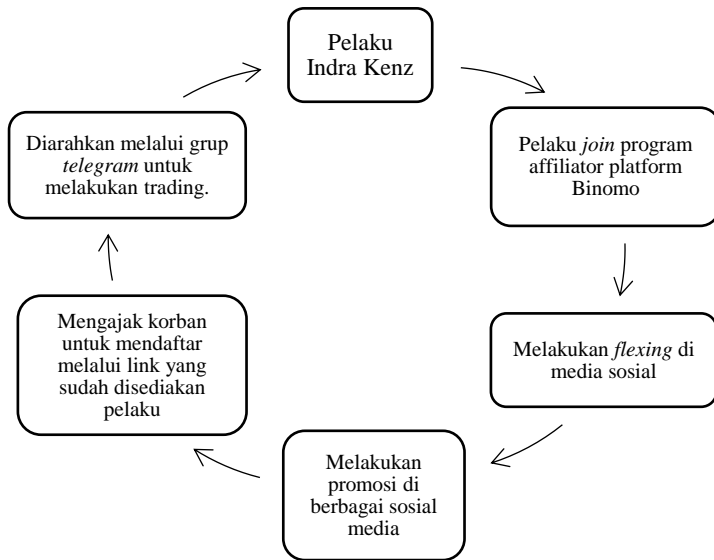 Pelaku
Indra Kenz
Pelaku join program
affiliator platform
Binomo
Melakukan flexing di
media sosial
Melakukan
promosi di
berbagai sosial
media
Mengajak korban
untuk mendaftar
melalui link yang
sudah disediakan
pelaku
Diarahkan melalui grup
telegram untuk
melakukan trading.